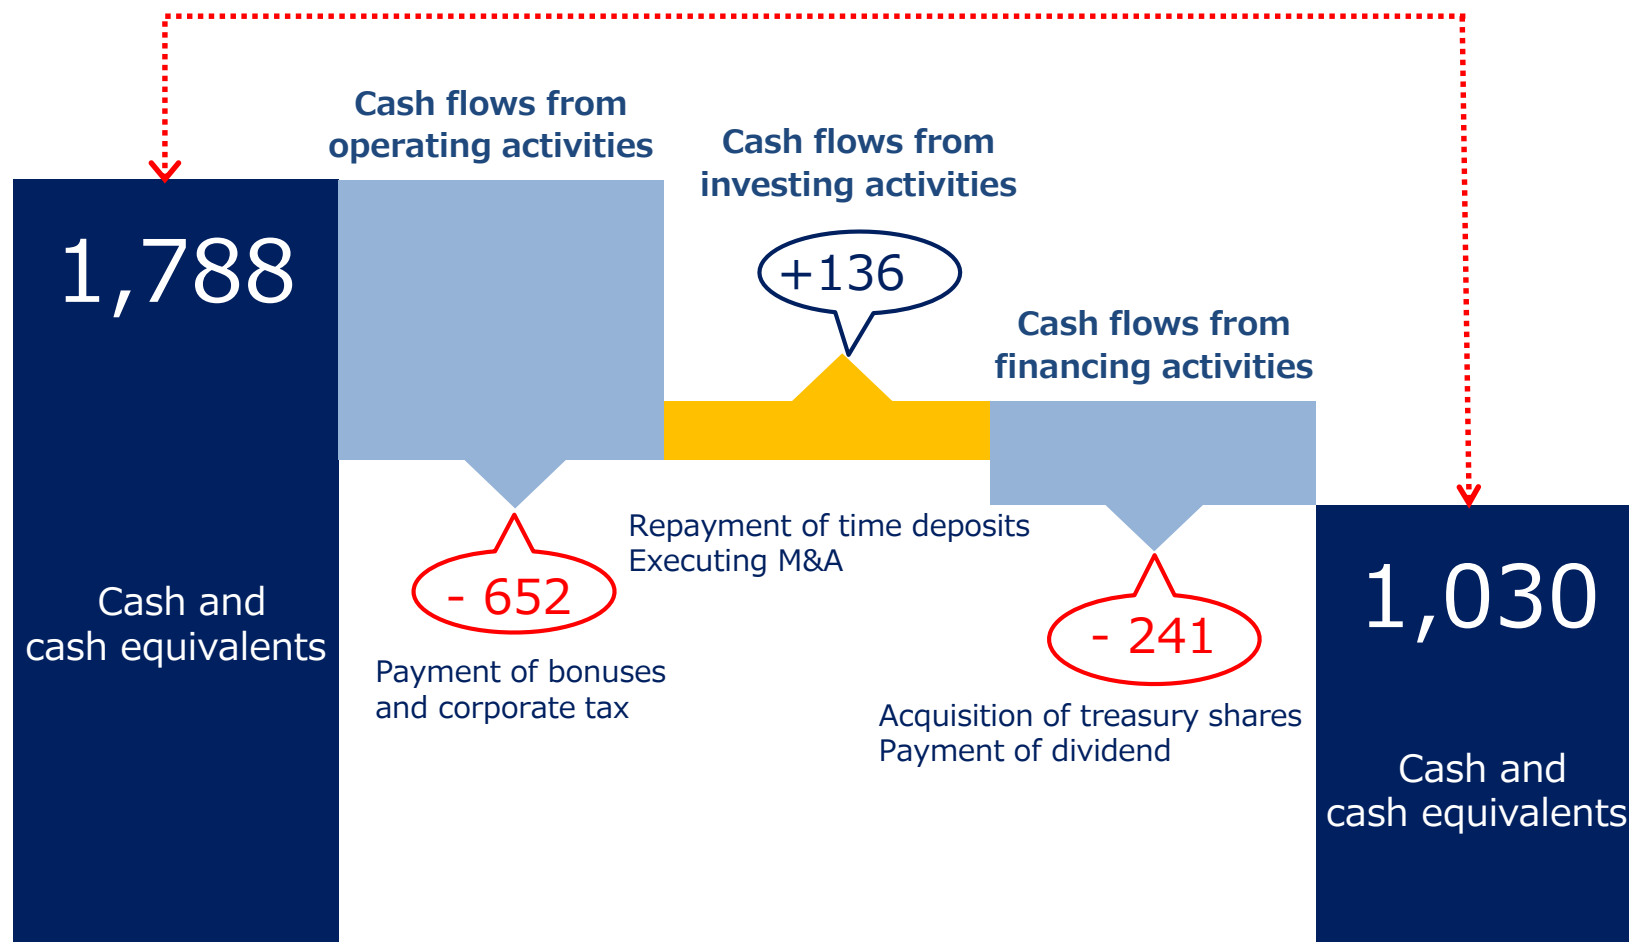 1,788
Cash and
cash equivalents
Cash flows from
operating activities
- 652
Payment of bonuses
and corporate tax
Cash flows from
investing activities
+136
Repayment of time deposits
Executing M&A
Cash flows from
financing activities
- 241
Acquisition of treasury shares
Payment of dividend
1,030
Cash and
cash equivalents